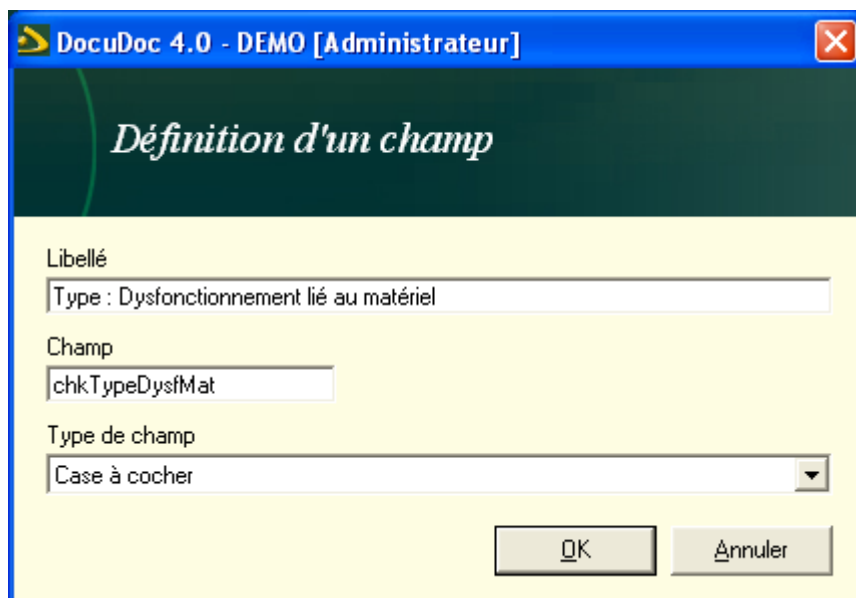 DocuDoc 4.0 - DEMO [Administrateur]
Définition d'un champ
Libellé
Type : Dysfonctionnement lié au matériel
Champ
chkTypeDysfMat
Type de champ
Case à cocher
OK Annuler